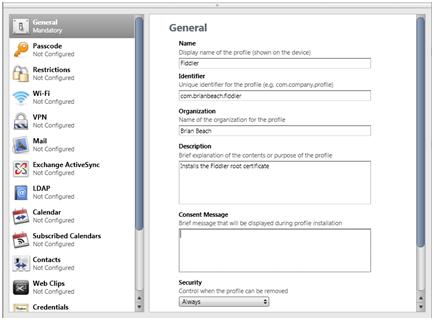 General
Mandatory
Passcode
Not Configured
Restrictions
Not Configured
Wi-Fi
Not Configured
VPN
Not Configured
Mail
Not Configured
Exchange ActiveSync
Not Configured
LDAP
Not Configured
Calendar
Not Configured
Subscribed Calendars
Not Configured
Contacts
Not Configured
Web Clips
Not Configured
Credentials
General
Name
Display name of the profile (shown on the device)
Fiddler
Identifier
Unique identifier for the profile (e.g. com.company.profile)
com.brianbeach.fiddler
Organization
Name of the organization for the profile
Brian Beach
Description
Brief explanation of the contents or purpose of the profile
Installs the Fiddler root certificate
Consent Message
Brief message that will be displayed during profile installation
Security
Control when the profile can be removed
Always